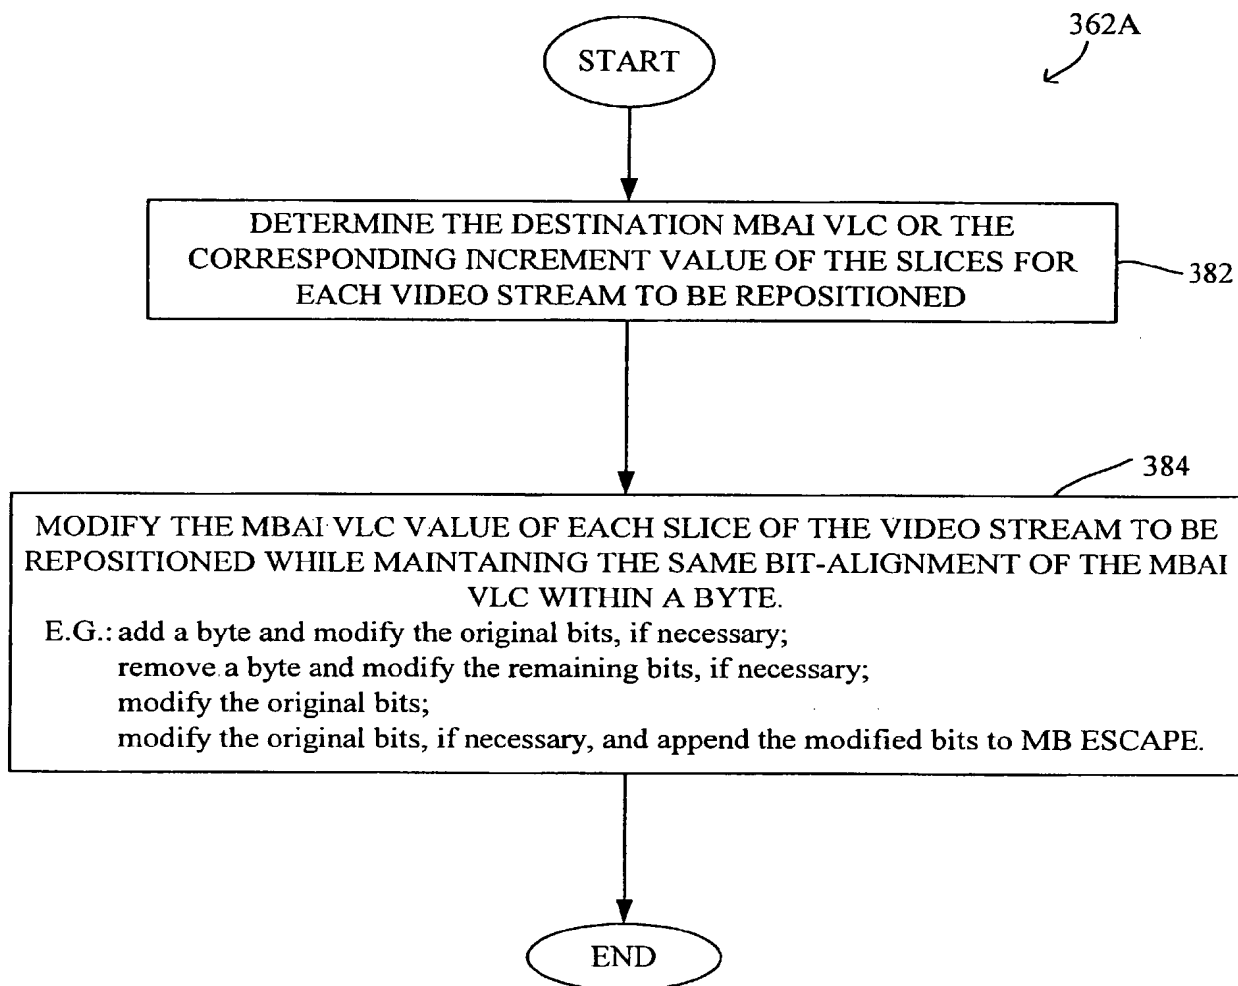 362A
START
DETERMINE THE DESTINATION MBAI VLC OR THE
CORRESPONDING INCREMENT VALUE OF THE SLICES FOR
EACH VIDEO STREAM TO BE REPOSITIONED
382
384
MODIFY THE MBAI VLC VALUE OF EACH SLICE OF THE VIDEO STREAM TO BE
REPOSITIONED WHILE MAINTAINING THE SAME BIT-ALIGNMENT OF THE MBAI
VLC WITHIN A BYTE.
E.G.: add a byte and modify the original bits, if necessary;
remove a byte and modify the remaining bits, if necessary;
modify the original bits;
modify the original bits, if necessary, and append the modified bits to MB ESCAPE.
END